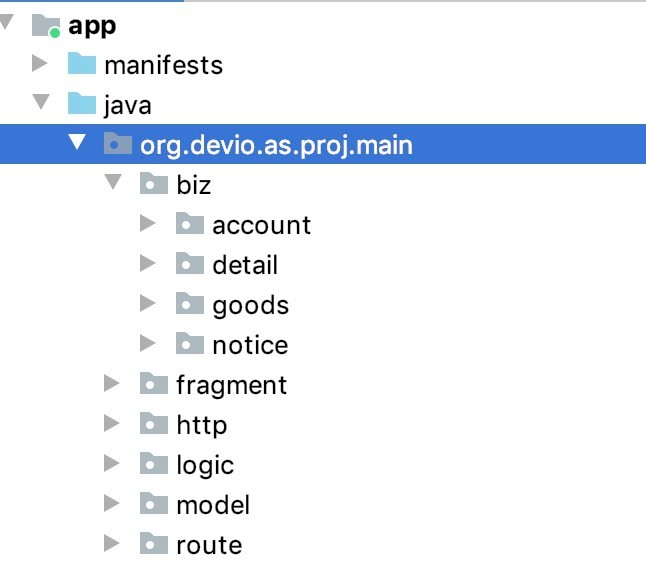 app
manifests
java
org.devio.as.proj.main
biz
account
detail
goods
notice
fragment
http
logic
model
route